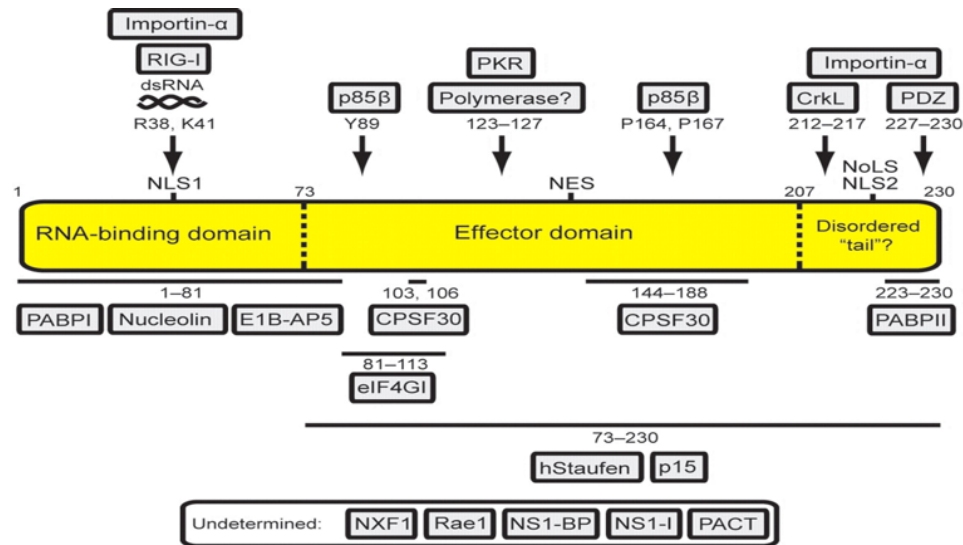 Importin-α
RIG-I
dsRNA
R38, K41
p85β
Y89
PKR
Polymerase?
123–127
p85β
P164, P167
Importin-α
CrkL
PDZ
212–217
227–230
1
NLS1
73
NES
207
NoLS
NLS2
230
RNA-binding domain
Effector domain
Disordered
"tail"?
1–81
PABPI
Nucleolin
E1B-AP5
103, 106
CPSF30
144–188
CPSF30
223–230
PABPII
81–113
eIF4GI
73–230
hStaufen
p15
Undetermined: NXF1 Rae1 NS1-BP NS1-I PACT